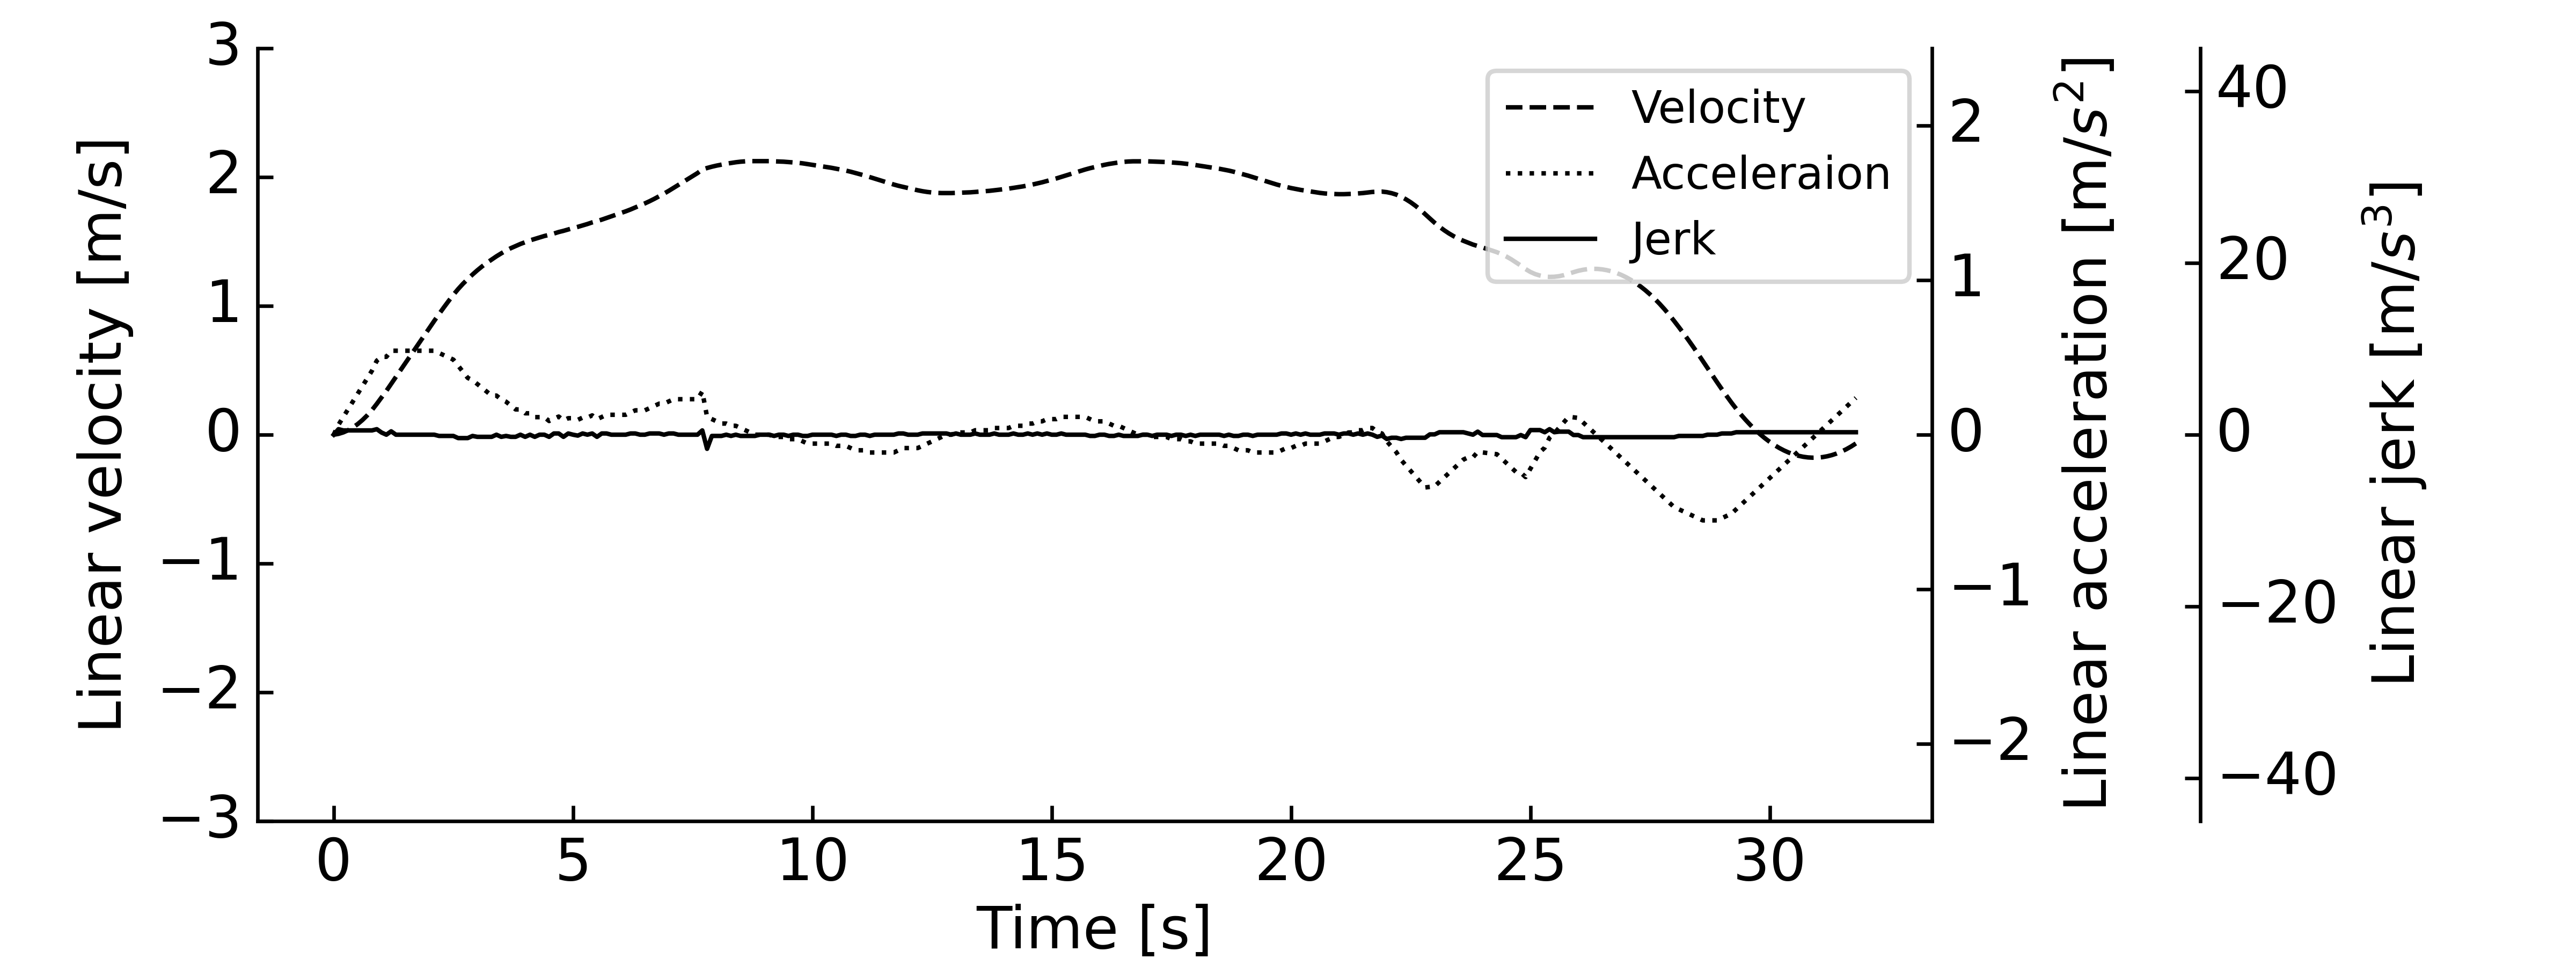 Linear velocity [m/s]
3
2
1
0
−1
−2
−3
0 5 10 15 20 25 30
Time [s]
Velocity
Acceleraion
Jerk
2
1
0
−1
−2
Linear acceleration [m/s²]
40
20
0
−20
−40
Linear jerk [m/s³]